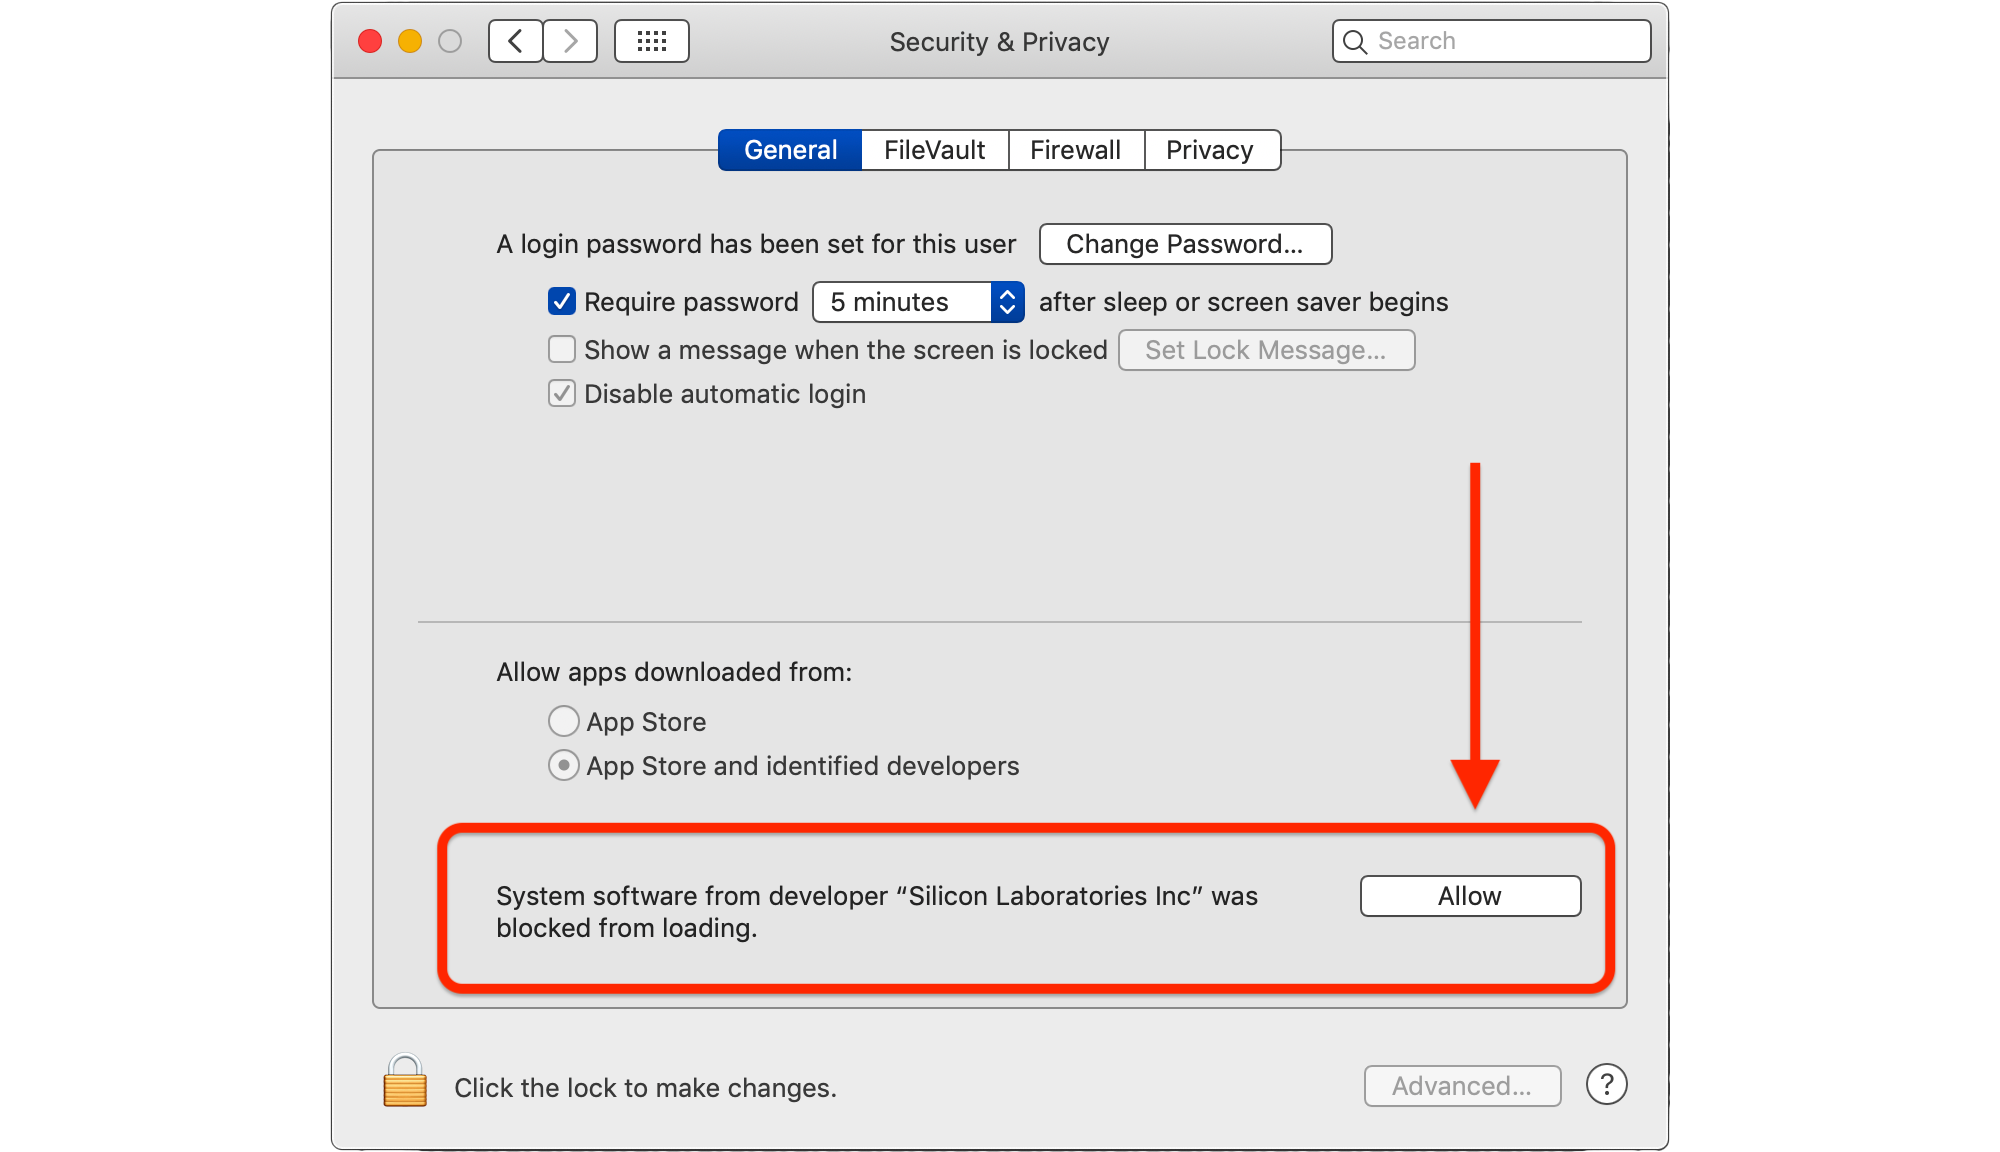 Security & Privacy
Search
General
FileVault
Firewall
Privacy
A login password has been set for this user
Change Password...
Require password
5 minutes
after sleep or screen saver begins
Show a message when the screen is locked
Set Lock Message...
Disable automatic login
Allow apps downloaded from:
App Store
App Store and identified developers
System software from developer “Silicon Laboratories Inc” was
blocked from loading.
Allow
Click the lock to make changes.
Advanced...
?